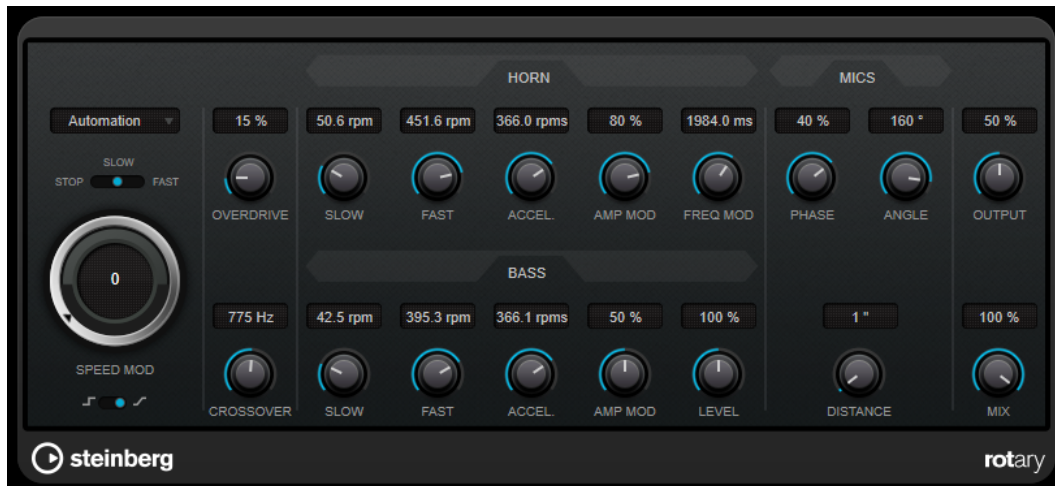 HORN
MICS
Automation
15 %
50.6 rpm
451.6 rpm
366.0 rpms
80 %
1984.0 ms
40 %
160 °
50 %
SLOW
STOP
FAST
OVERDRIVE
SLOW
FAST
ACCEL.
AMP MOD
FREQ MOD
PHASE
ANGLE
OUTPUT
BASS
0
775 Hz
42.5 rpm
395.3 rpm
366.1 rpms
50 %
100 %
1 "
100 %
SPEED MOD
CROSSOVER
SLOW
FAST
ACCEL.
AMP MOD
LEVEL
DISTANCE
MIX
steinberg
rotary